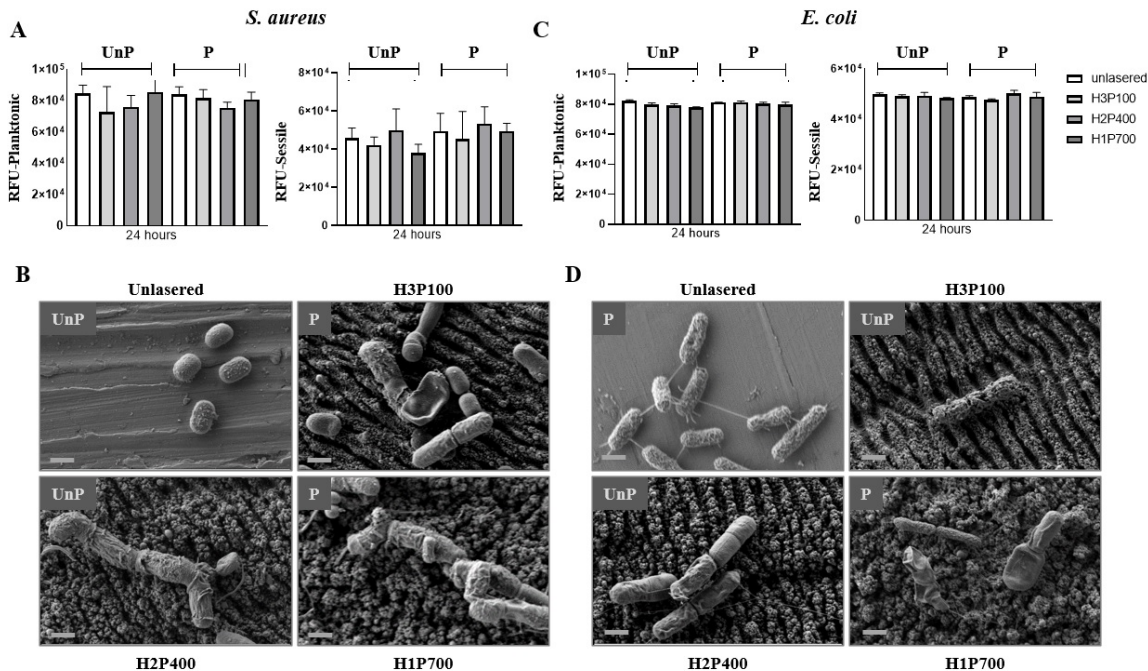 S. aureus
E. coli
A
UnP
P
RFU-Planktonic
1×10⁵
8×10⁴
6×10⁴
4×10⁴
2×10⁴
0
24 hours
UnP
P
RFU-Sessile
8×10⁴
6×10⁴
4×10⁴
2×10⁴
0
24 hours
C
UnP
P
RFU-Planktonic
1×10⁵
8×10⁴
6×10⁴
4×10⁴
2×10⁴
0
24 hours
UnP
P
RFU-Sessile
6×10⁴
4×10⁴
2×10⁴
0
24 hours
unlasered
H3P100
H2P400
H1P700
B
Unlasered
H3P100
UnP
P
UnP
P
H2P400
H1P700
D
Unlasered
H3P100
P
UnP
UnP
P
H2P400
H1P700